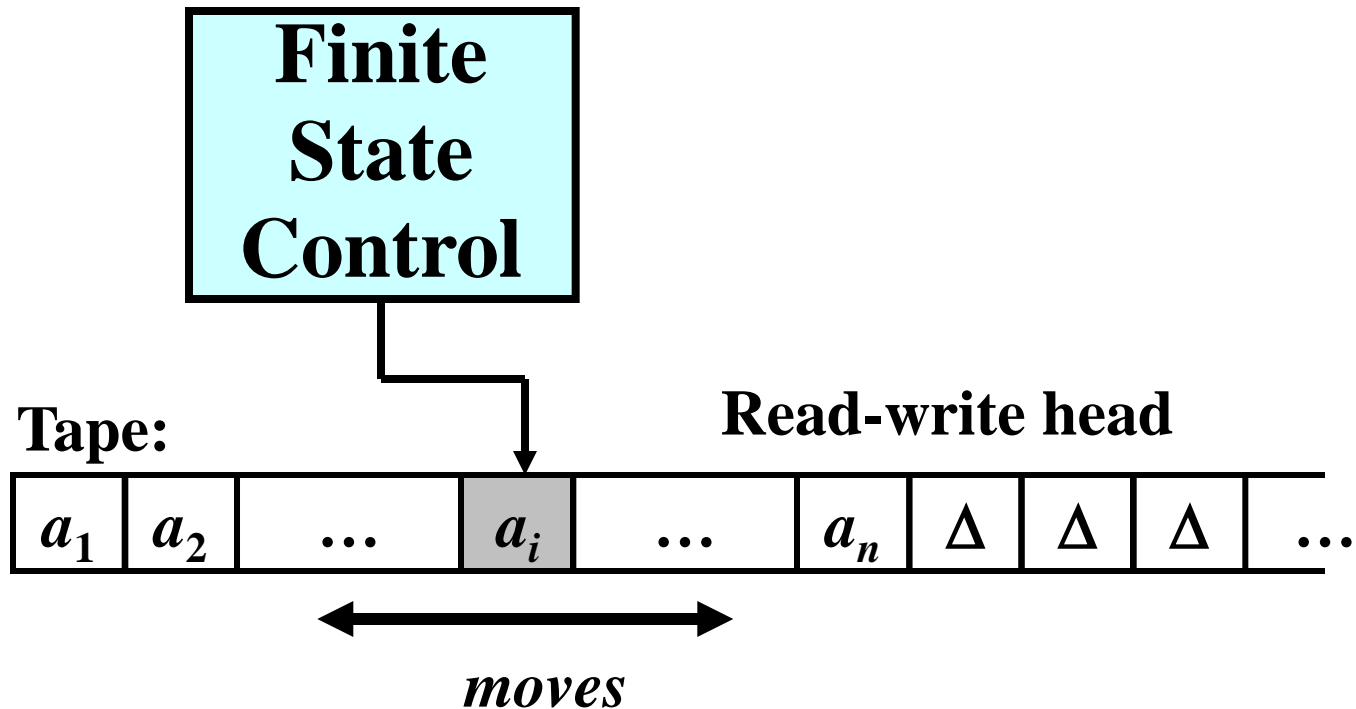 Finite
State
Control
Tape:
Read-write head
a₁ a₂ … aᵢ … aₙ Δ Δ Δ …
moves